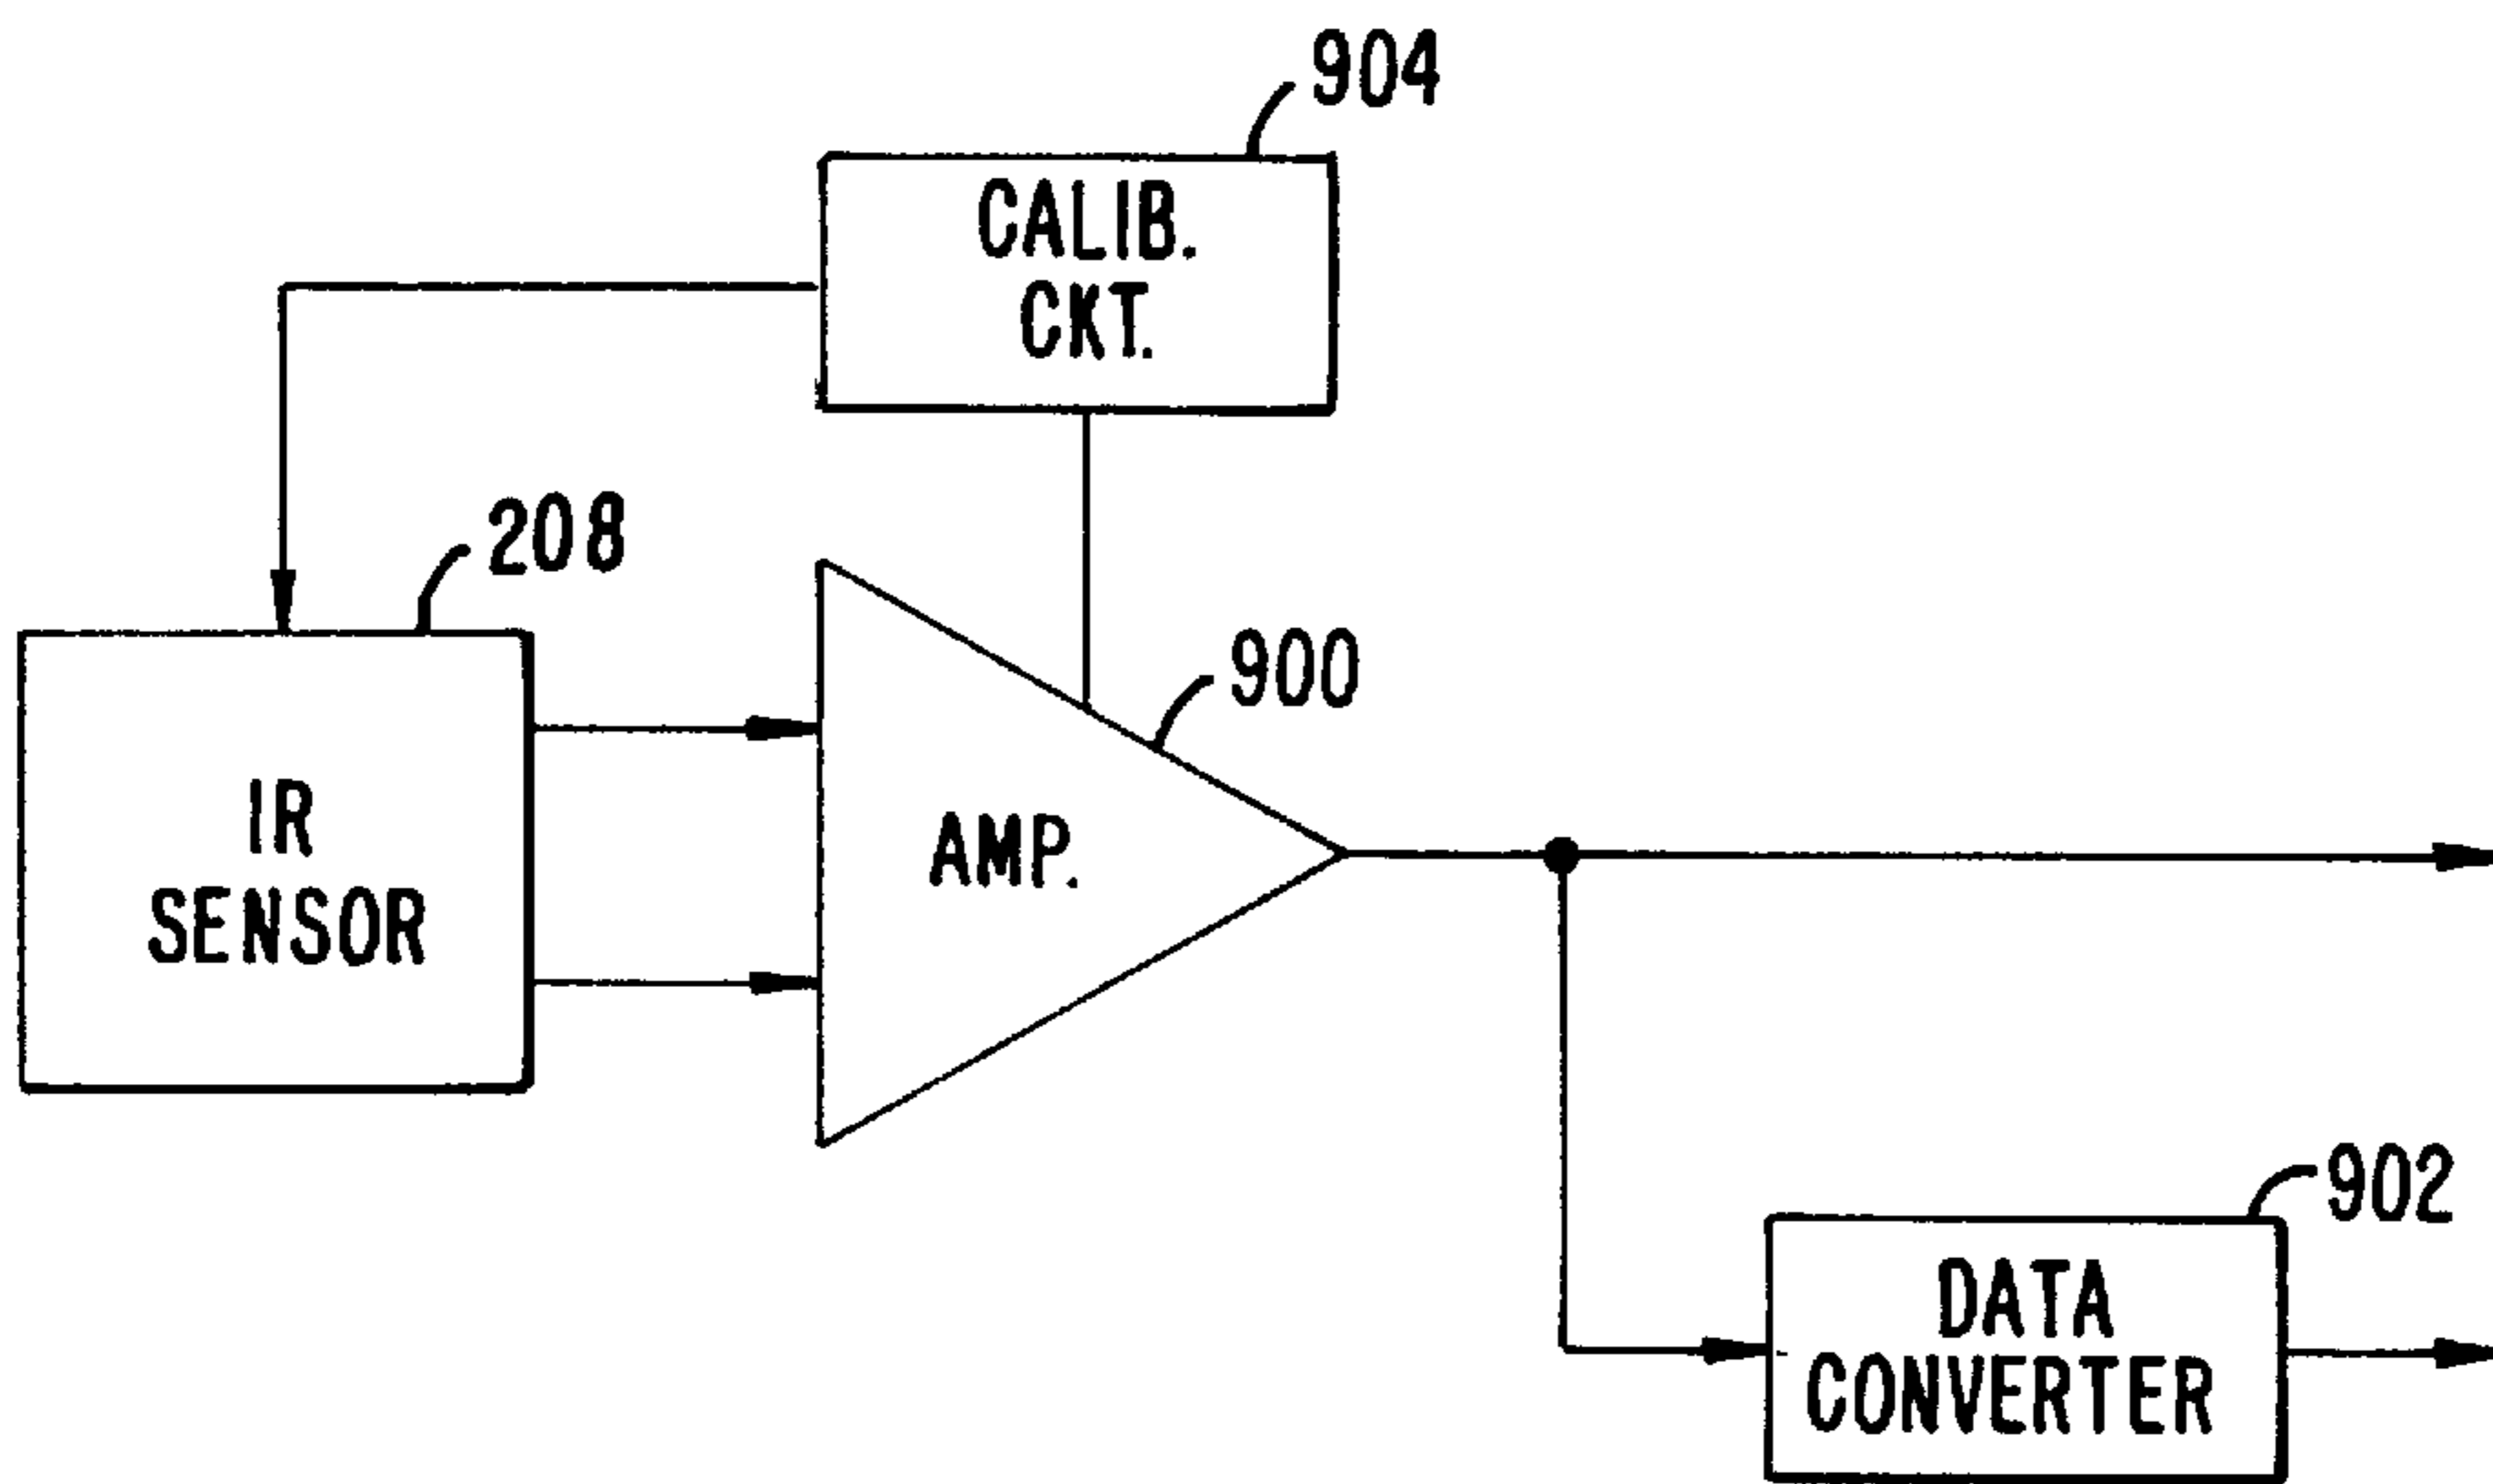 904
CALIB.
CKT.
208
900
IR
SENSOR
AMP.
902
DATA
CONVERTER